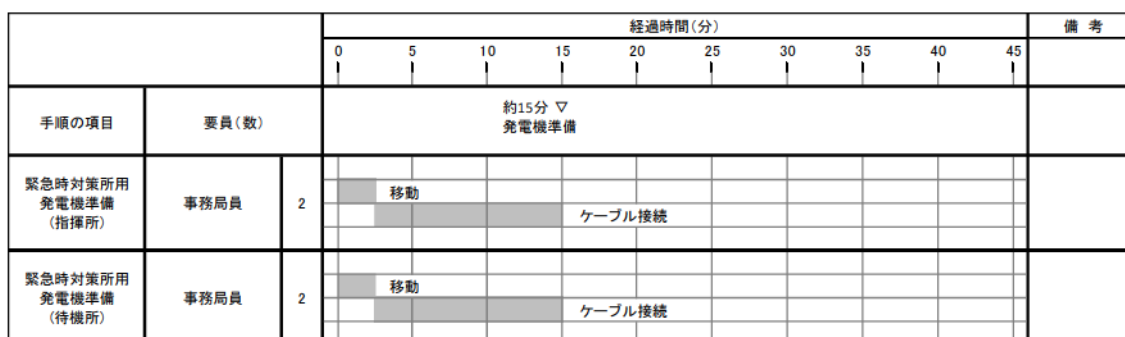 経過時間(分)
備 考
0 5 10 15 20 25 30 35 40 45
手順の項目
要員(数)
約15分 ▽
発電機準備
緊急時対策所用
発電機準備
(指揮所)
事務局員
2
移動
ケーブル接続
緊急時対策所用
発電機準備
(待機所)
事務局員
2
移動
ケーブル接続